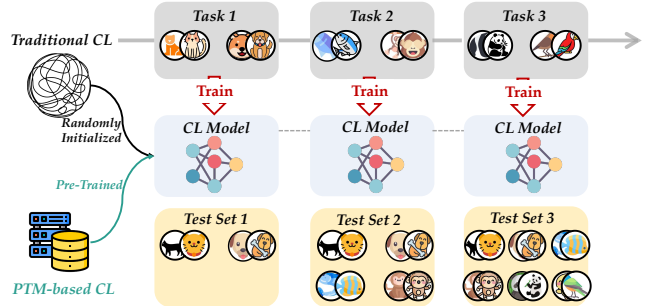 Traditional CL
Task 1
Task 2
Task 3
Train
Train
Train
Randomly
Initialized
CL Model
CL Model
CL Model
Pre-Trained
Test Set 1
Test Set 2
Test Set 3
PTM-based CL